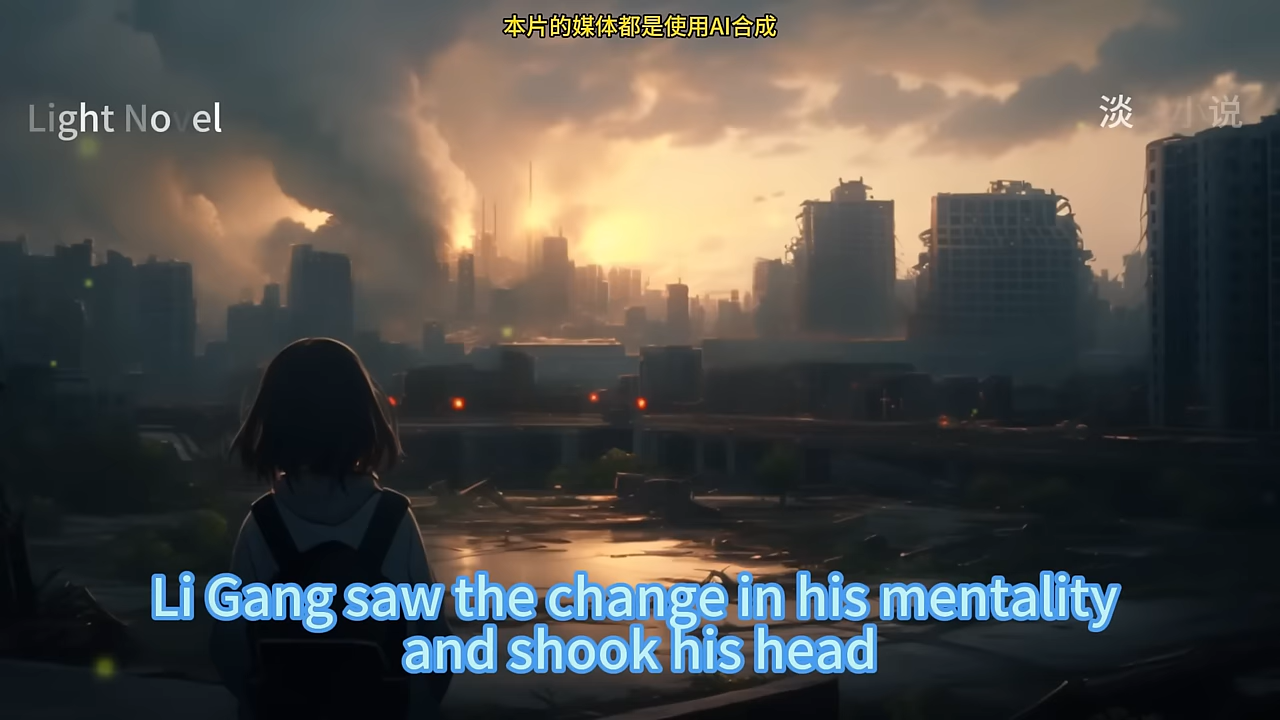 本片的媒体都是使用AI合成
Light Novel
淡 小说
Li Gang saw the change in his mentality
and shook his head